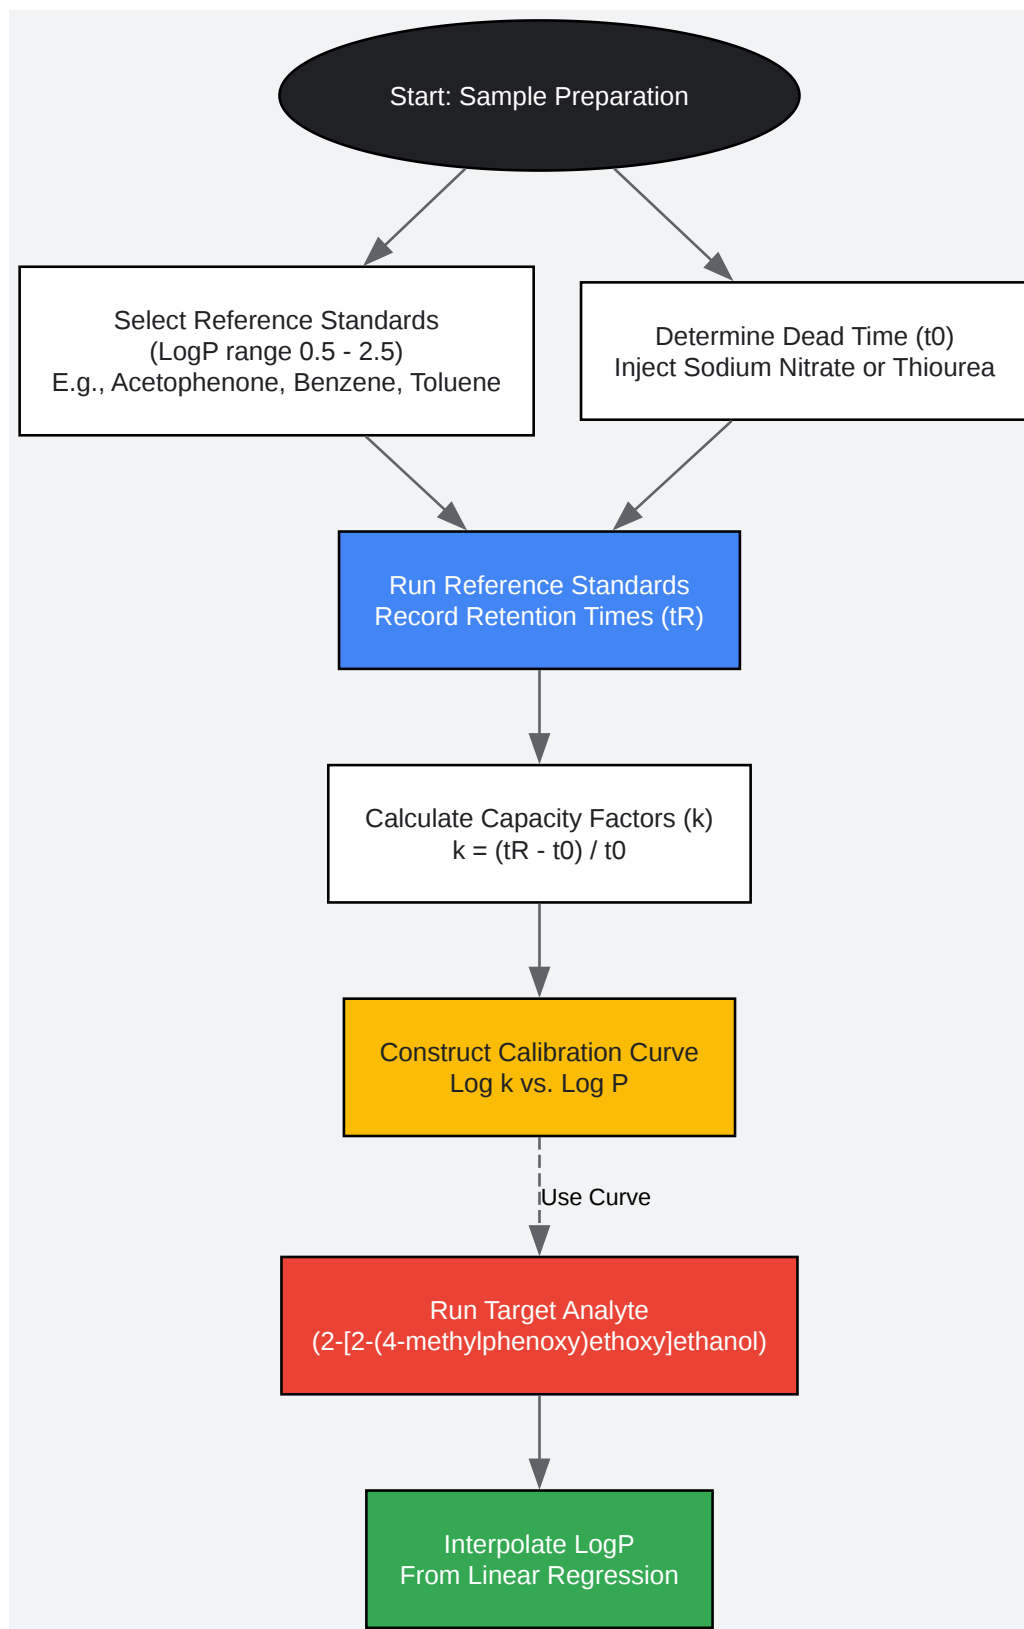 Start: Sample Preparation
Select Reference Standards
(LogP range 0.5 - 2.5)
E.g., Acetophenone, Benzene, Toluene
Determine Dead Time (t0)
Inject Sodium Nitrate or Thiourea
Run Reference Standards
Record Retention Times (tR)
Calculate Capacity Factors (k)
k = (tR - t0) / t0
Construct Calibration Curve
Log k vs. Log P
Use Curve
Run Target Analyte
(2-[2-(4-methylphenoxy)ethoxy]ethanol)
Interpolate LogP
From Linear Regression